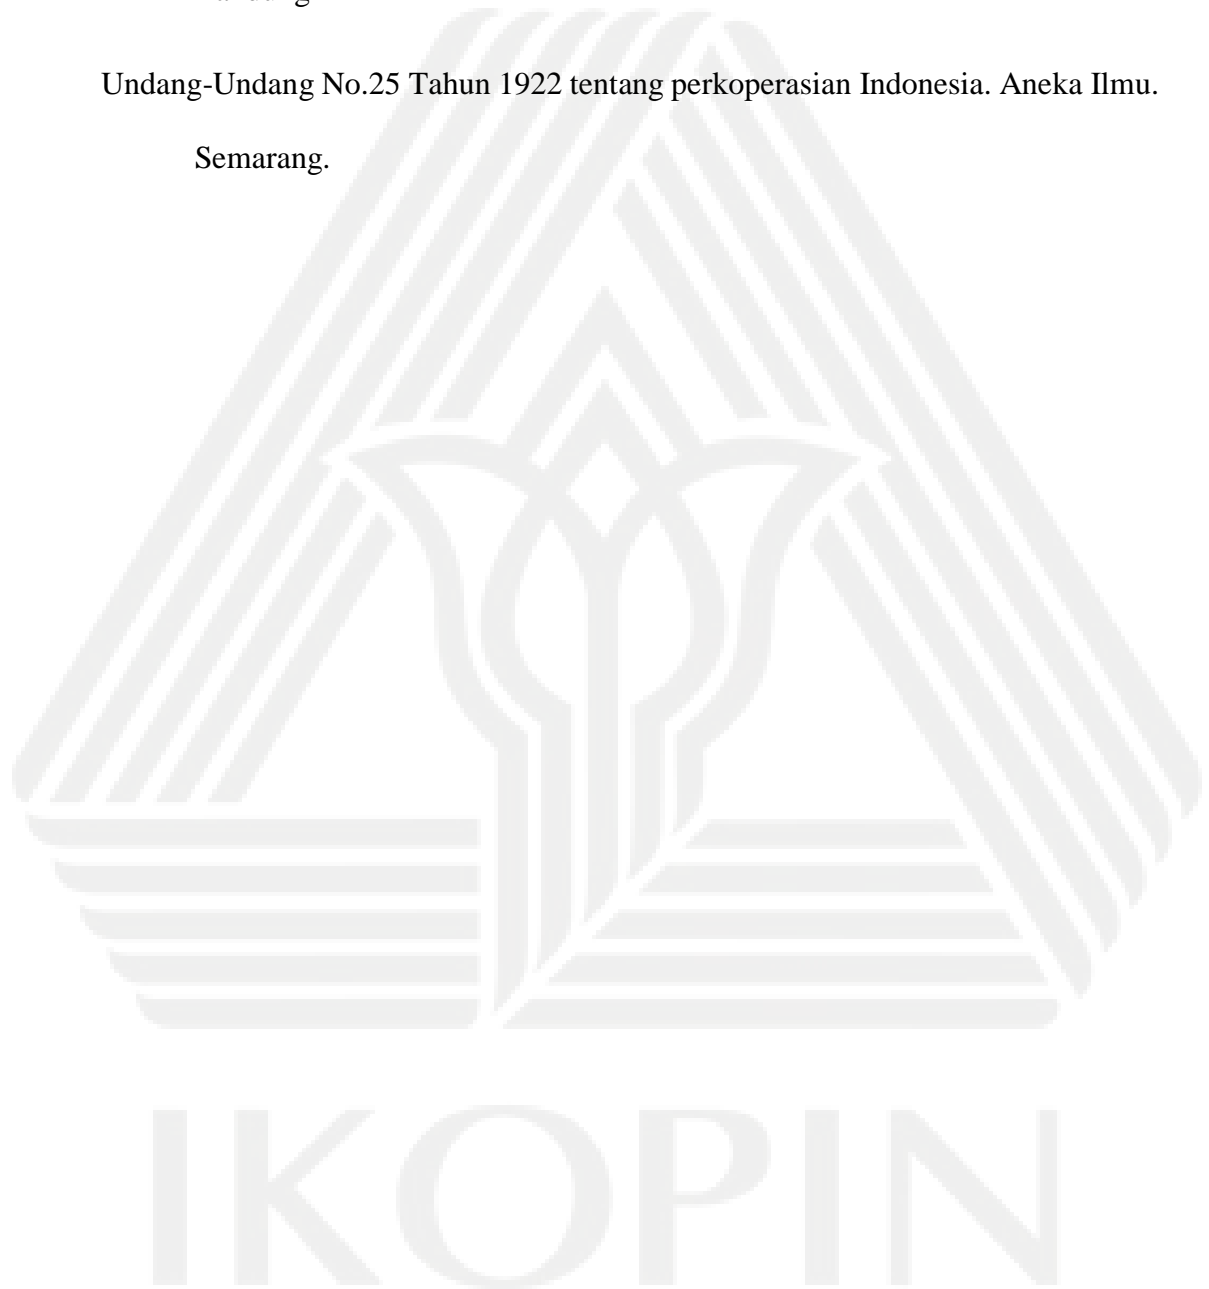 Undang-Undang No.25 Tahun 1922 tentang perkoperasian Indonesia. Aneka Ilmu.
Semarang.
IKOPIN